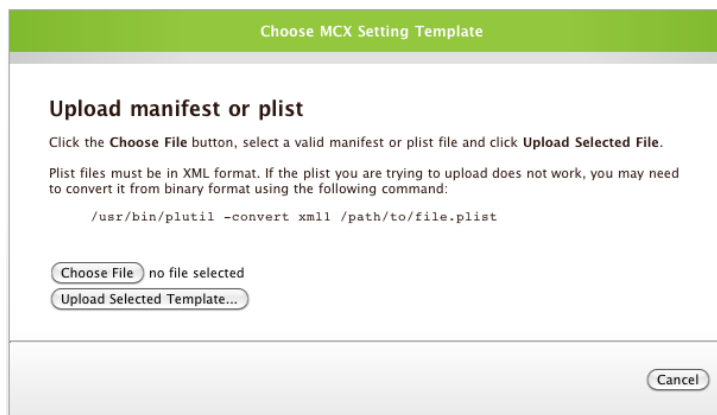 Choose MCX Setting Template
Upload manifest or plist
Click the Choose File button, select a valid manifest or plist file and click Upload Selected File.
Plist files must be in XML format. If the plist you are trying to upload does not work, you may need
to convert it from binary format using the following command:
/usr/bin/plutil -convert xml1 /path/to/file.plist
Choose File no file selected
Upload Selected Template...
Cancel